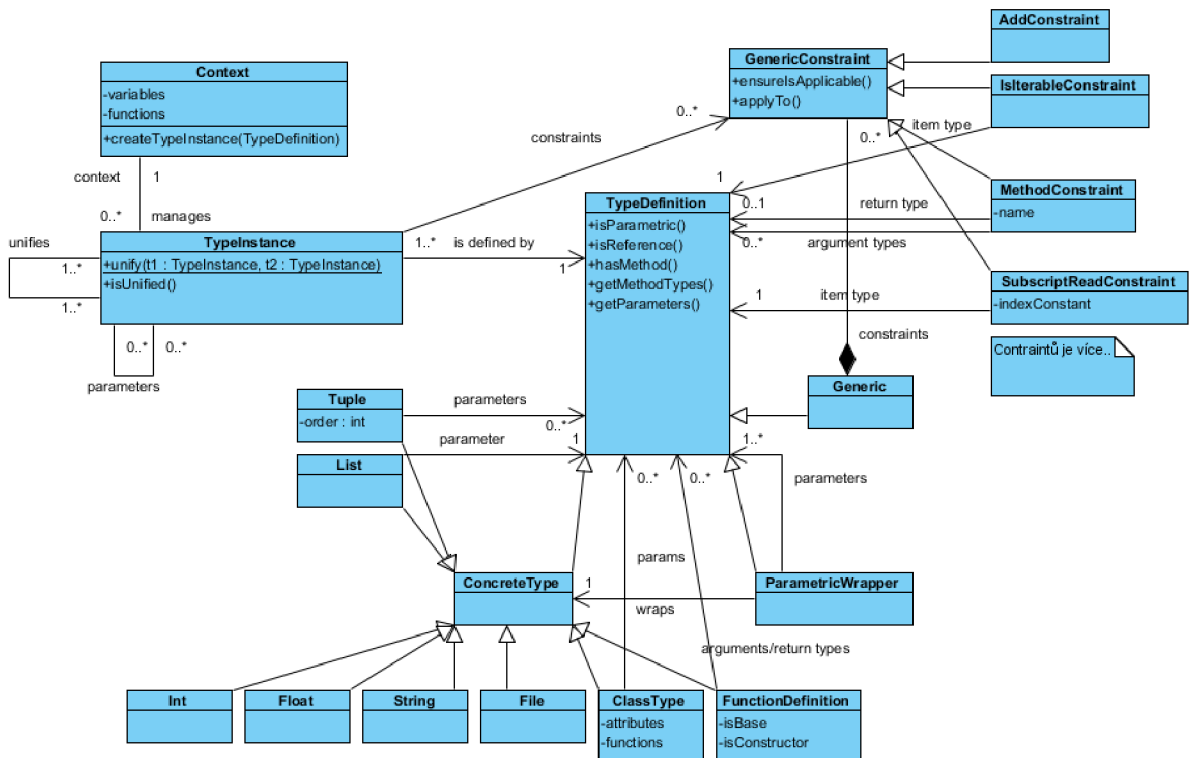 AddConstraint
GenericConstraint
+ensureIsApplicable()
+applyTo()
IsIterableConstraint
Context
-variables
-functions
+createTypeInstance(TypeDefinition)
0..*
constraints
0..*
item type
context
1
1
MethodConstraint
-name
TypeDefinition
+isParametric()
+isReference()
+hasMethod()
+getMethodTypes()
+getParameters()
0..1
return type
0..*
manages
unifies
TypeInstance
+unify(t1 : TypeInstance, t2 : TypeInstance)
+isUnified()
1..*
is defined by
1
0..*
argument types
1..*
1..*
SubscriptReadConstraint
-indexConstant
1
item type
constraints
0..*
0..*
parameters
Contraintů je více..
Generic
Tuple
-order : int
parameters
0..*
parameter
1
1..*
List
0..*
0..*
parameters
params
ConcreteType
1
wraps
ParametricWrapper
arguments/return types
Int
Float
String
File
ClassType
-attributes
-functions
FunctionDefinition
-isBase
-isConstructor